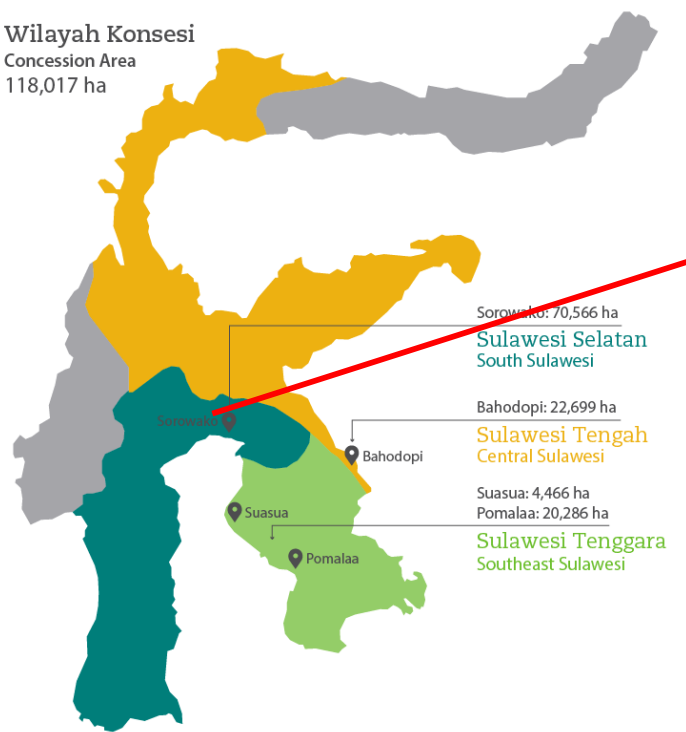 Wilayah Konsesi
Concession Area
118,017 ha
Sorowako: 70,566 ha
Sulawesi Selatan
South Sulawesi
Sorowako
Bahodopi: 22,699 ha
Sulawesi Tengah
Central Sulawesi
Bahodopi
Suasua: 4,466 ha
Pomalaa: 20,286 ha
Suasua
Sulawesi Tenggara
Southeast Sulawesi
Pomalaa